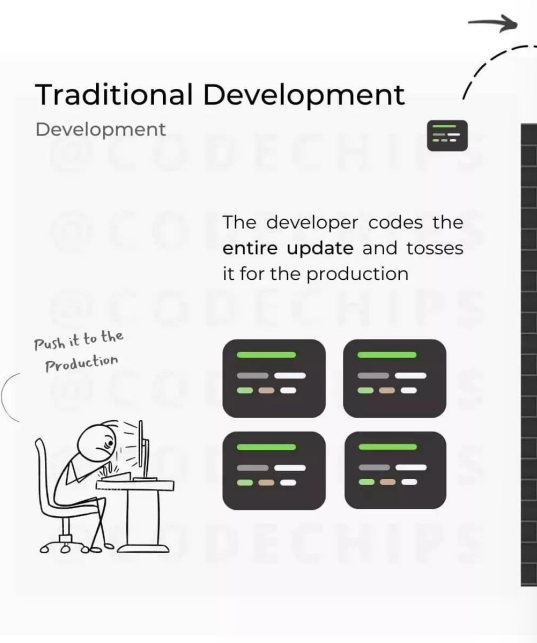 Traditional Development
Development
The developer codes the
entire update and tosses
it for the production
Push it to the
Production
@CODECHIPS
@CODECHIPS
@CODECHIPS
@CODECHIPS
@CODECHIPS
@CODECHIPS